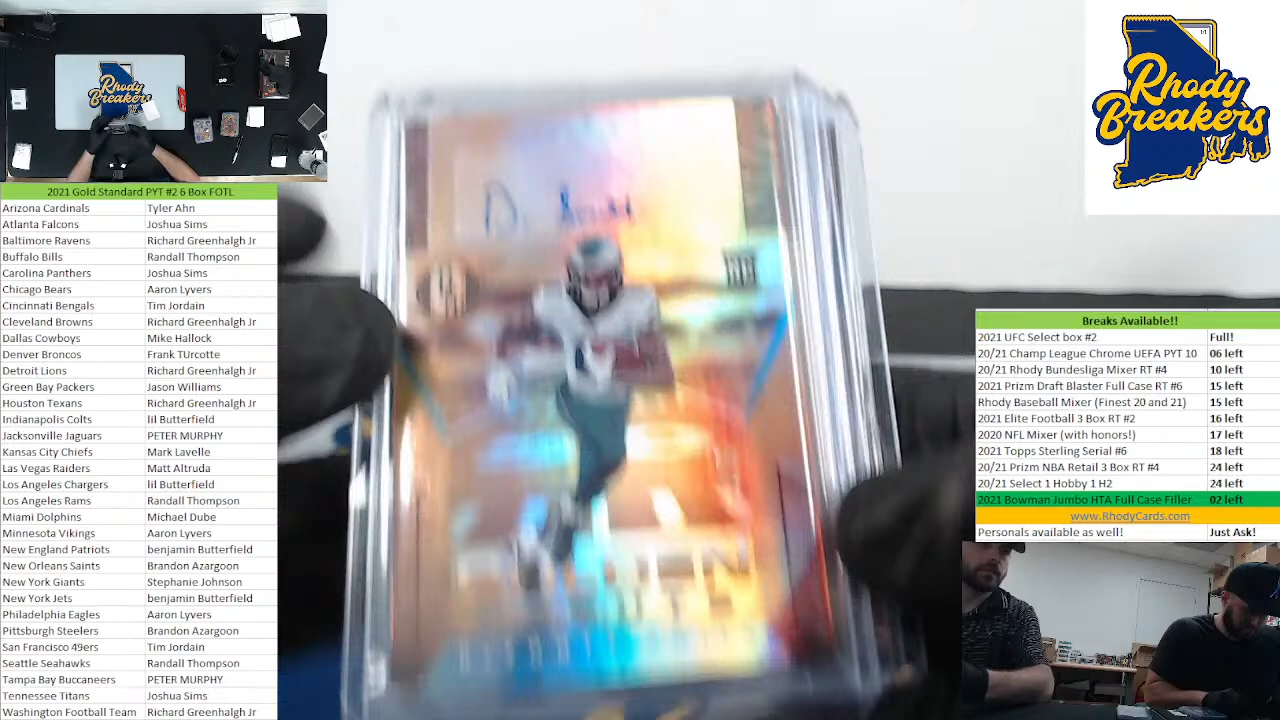 Rhody
Breakers
2021 Gold Standard PYT #2 6 Box FOTL
Arizona Cardinals Tyler Ahn
Atlanta Falcons Joshua Sims
Baltimore Ravens Richard Greenhalgh Jr
Buffalo Bills Randall Thompson
Carolina Panthers Joshua Sims
Chicago Bears Aaron Lyvers
Cincinnati Bengals Tim Jordain
Cleveland Browns Richard Greenhalgh Jr
Dallas Cowboys Mike Hallock
Denver Broncos Frank TUrcotte
Detroit Lions Richard Greenhalgh Jr
Green Bay Packers Jason Williams
Houston Texans Richard Greenhalgh Jr
Indianapolis Colts lil Butterfield
Jacksonville Jaguars PETER MURPHY
Kansas City Chiefs Mark Lavelle
Las Vegas Raiders Matt Altruda
Los Angeles Chargers lil Butterfield
Los Angeles Rams Randall Thompson
Miami Dolphins Michael Dube
Minnesota Vikings Aaron Lyvers
New England Patriots benjamin Butterfield
New Orleans Saints Brandon Azargoon
New York Giants Stephanie Johnson
New York Jets benjamin Butterfield
Philadelphia Eagles Aaron Lyvers
Pittsburgh Steelers Brandon Azargoon
San Francisco 49ers Tim Jordain
Seattle Seahawks Randall Thompson
Tampa Bay Buccaneers PETER MURPHY
Tennessee Titans Joshua Sims
Washington Football Team Richard Greenhalgh Jr
Rhody
Breakers
Breaks Available!!
2021 UFC Select box #2 Full!
20/21 Champ League Chrome UEFA PYT 10 06 left
20/21 Rhody Bundesliga Mixer RT #4 10 left
2021 Prizm Draft Blaster Full Case RT #6 15 left
Rhody Baseball Mixer (Finest 20 and 21) 15 left
2021 Elite Football 3 Box RT #2 16 left
2020 NFL Mixer (with honors!) 17 left
2021 Topps Sterling Serial #6 18 left
20/21 Prizm NBA Retail 3 Box RT #4 24 left
20/21 Select 1 Hobby 1 H2 24 left
2021 Bowman Jumbo HTA Full Case Filler 02 left
www.RhodyCards.com
Personals available as well! Just Ask!